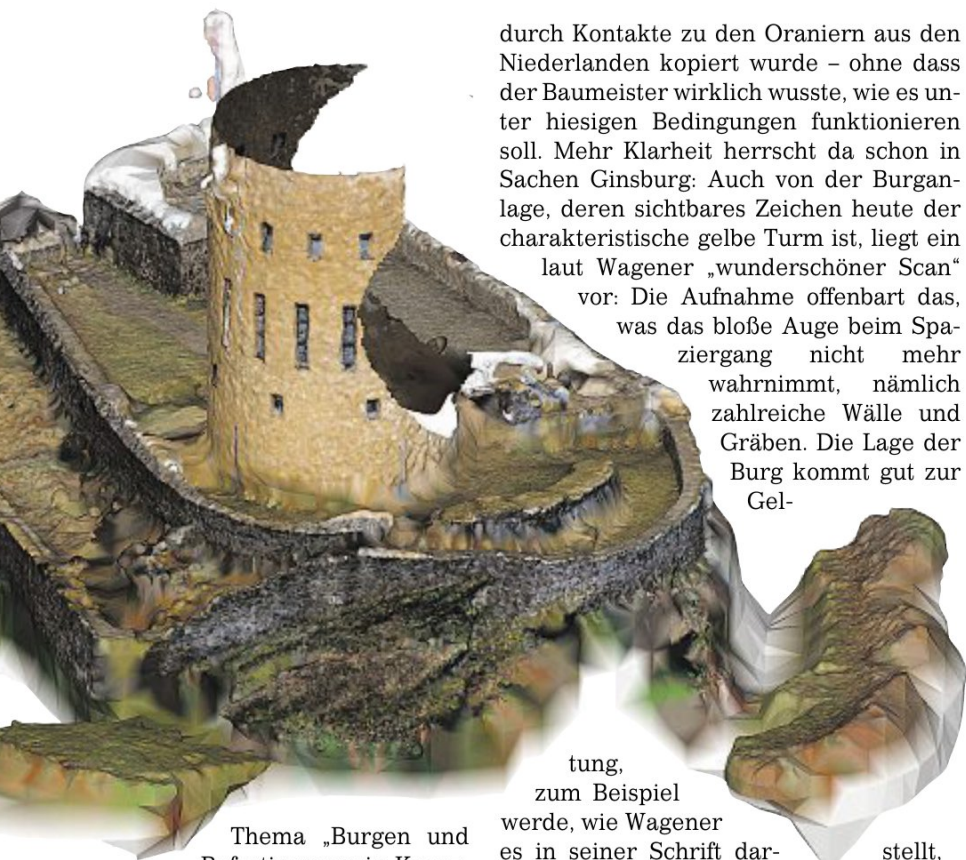 Thema „Burgen und
durch Kontakte zu den Oraniern aus den
Niederlanden kopiert wurde – ohne dass
der Baumeister wirklich wusste, wie es un-
ter hiesigen Bedingungen funktionieren
soll. Mehr Klarheit herrscht da schon in
Sachen Ginsburg: Auch von der Burgan-
lage, deren sichtbares Zeichen heute der
charakteristische gelbe Turm ist, liegt ein
laut Wagener „wunderschöner Scan“
vor: Die Aufnahme offenbart das,
was das bloße Auge beim Spa-
ziergang nicht mehr
wahrnimmt, nämlich
zahlreiche Wälle und
Gräben. Die Lage der
Burg kommt gut zur
Gel-
tung,
zum Beispiel
werde, wie Wagener
es in seiner Schrift dar- stellt,